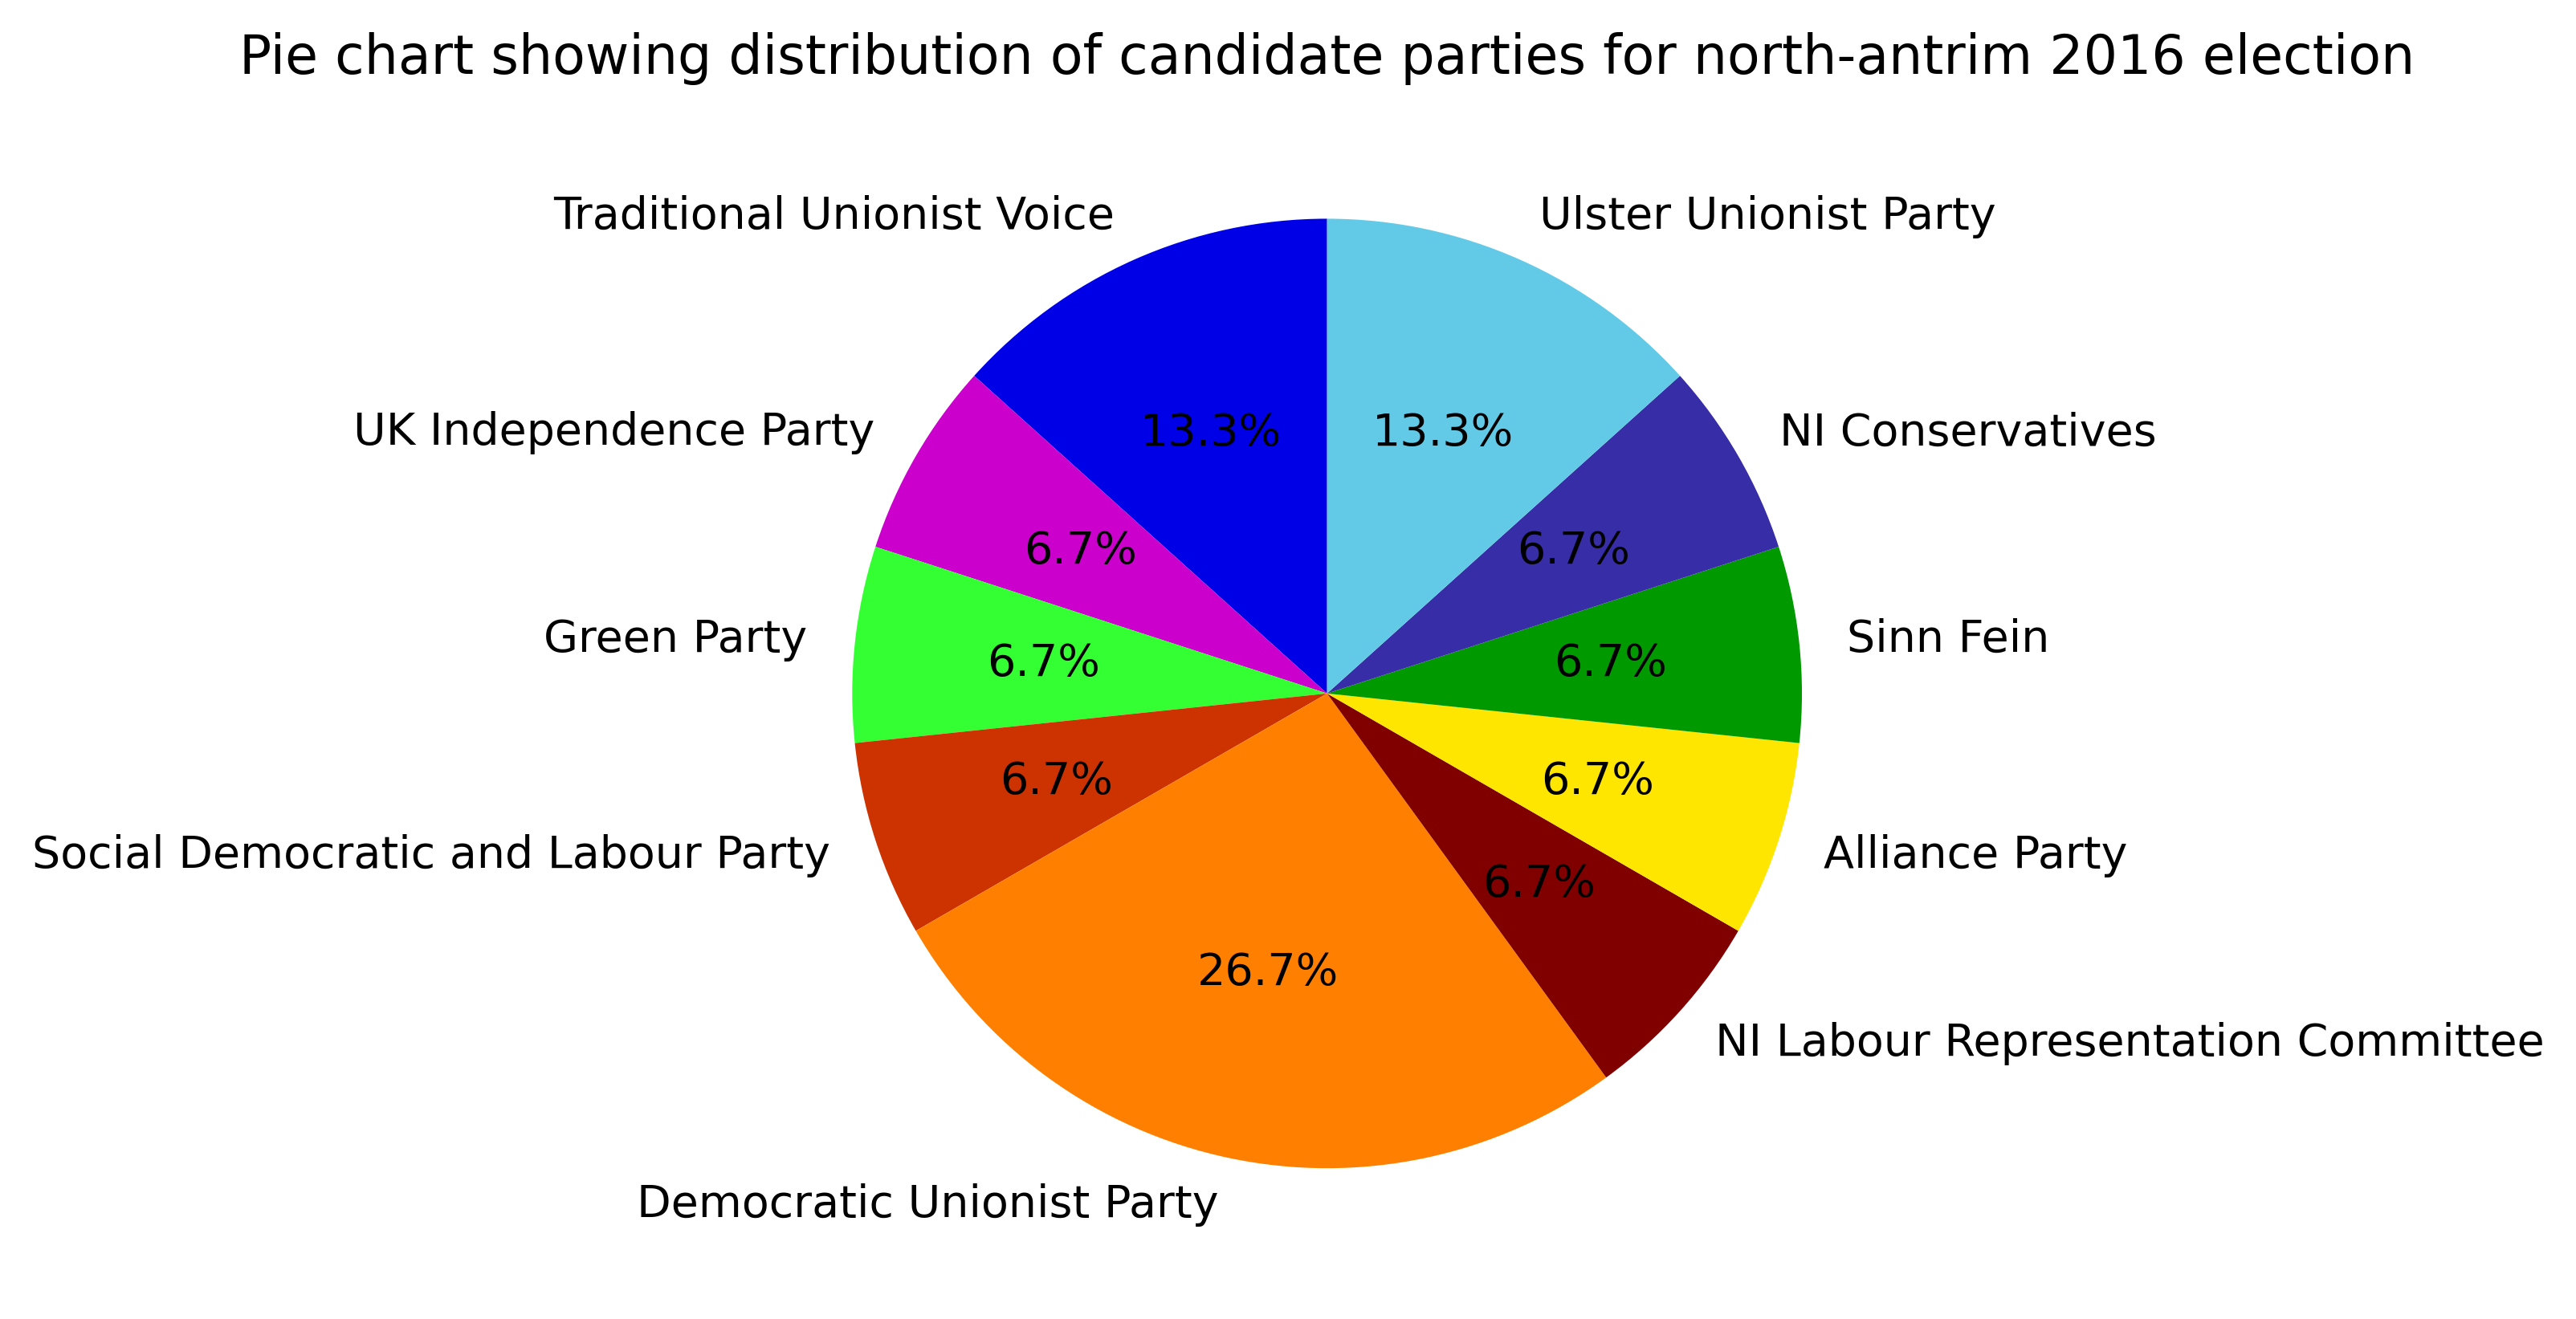 Pie chart showing distribution of candidate parties for north-antrim 2016 election
Traditional Unionist Voice
Ulster Unionist Party
UK Independence Party
13.3%
13.3%
NI Conservatives
6.7%
6.7%
Green Party
6.7%
6.7%
Sinn Fein
6.7%
6.7%
Social Democratic and Labour Party
Alliance Party
6.7%
26.7%
NI Labour Representation Committee
Democratic Unionist Party